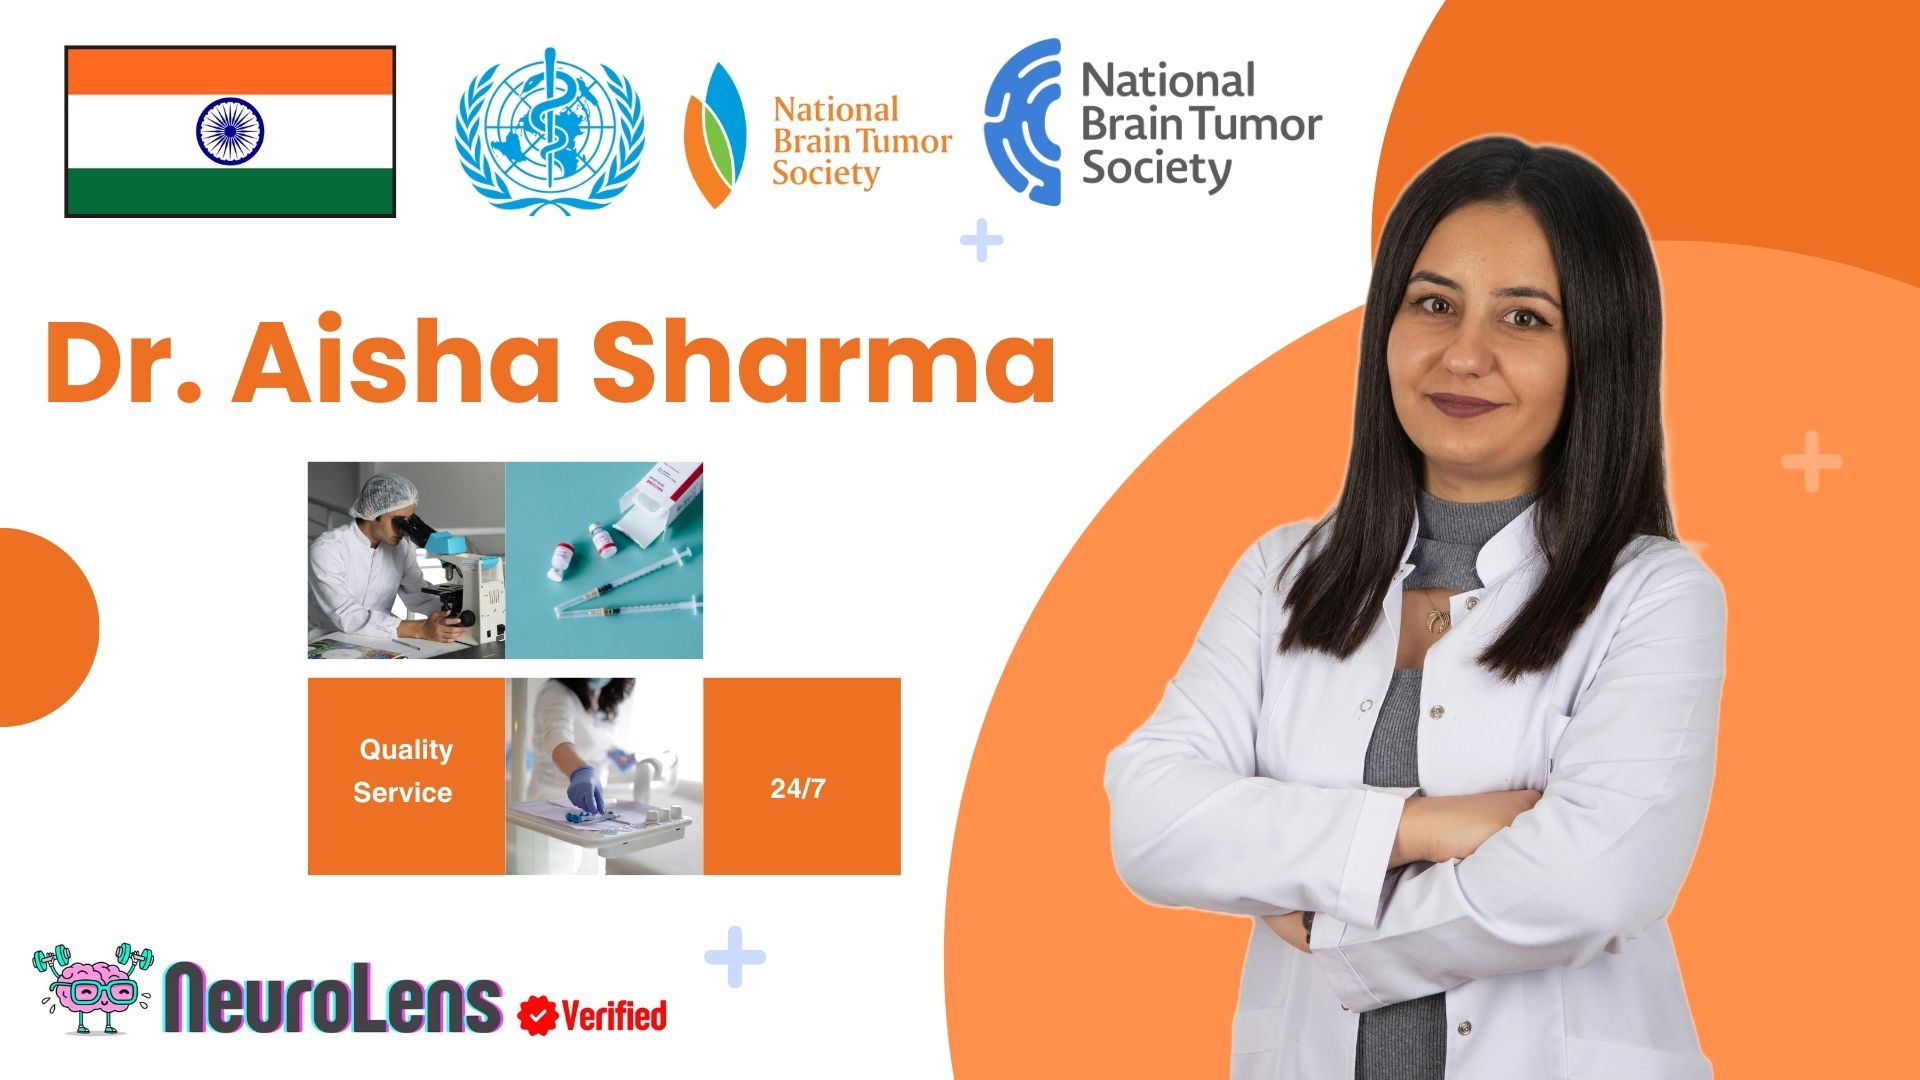 National
Brain Tumor
Society
National
Brain Tumor
Society
Dr. Aisha Sharma
Quality
Service
24/7
NeuroLens
Verified